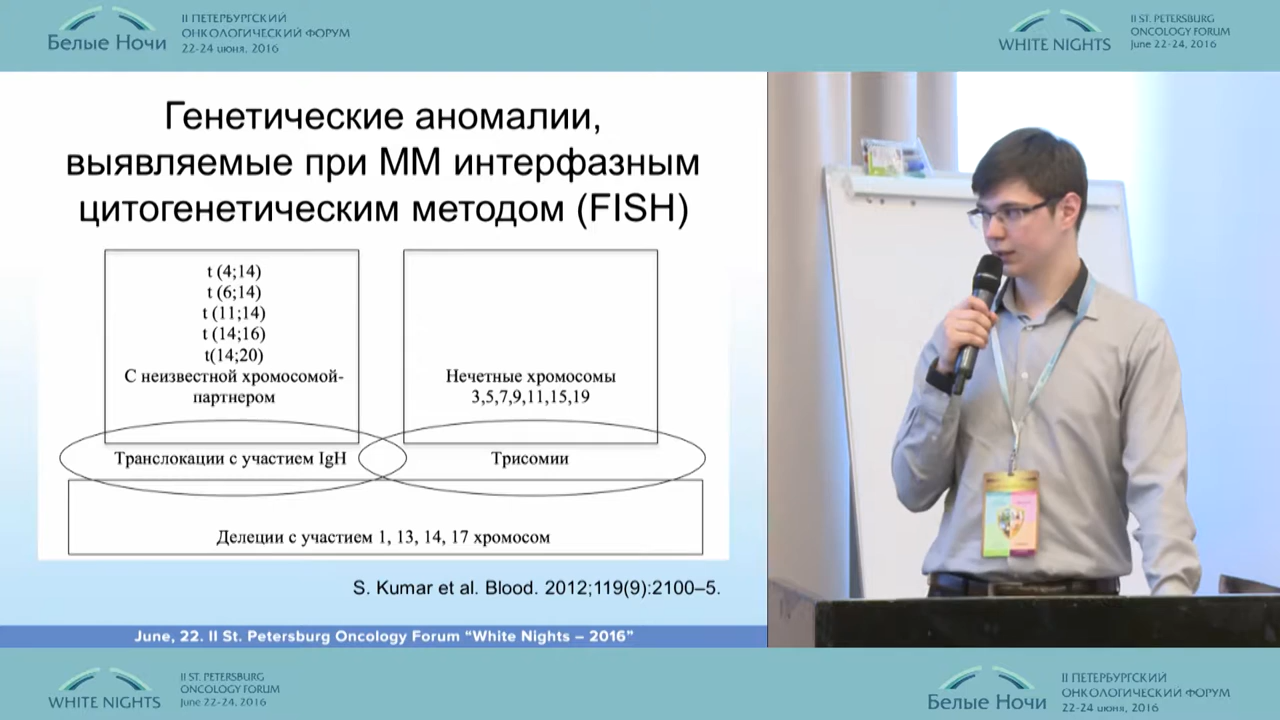 Белые Ночи
II ПЕТЕРБУРГСКИЙ
ОНКОЛОГИЧЕСКИЙ ФОРУМ
22-24 июня, 2016
WHITE NIGHTS
II ST. PETERSBURG
ONCOLOGY FORUM
June 22-24, 2016
Генетические аномалии,
выявляемые при ММ интерфазным
цитогенетическим методом (FISH)
t (4;14)
t (6;14)
t (11;14)
t (14;16)
t(14;20)
С неизвестной хромосомой-
партнером
Нечетные хромосомы
3,5,7,9,11,15,19
Транслокации с участием IgH
Трисомии
Делеции с участием 1, 13, 14, 17 хромосом
S. Kumar et al. Blood. 2012;119(9):2100–5.
June, 22. II St. Petersburg Oncology Forum “White Nights – 2016”
WHITE NIGHTS
II ST. PETERSBURG
ONCOLOGY FORUM
June 22-24, 2016
Белые Ночи
II ПЕТЕРБУРГСКИЙ
ОНКОЛОГИЧЕСКИЙ ФОРУМ
22-24 июня, 2016